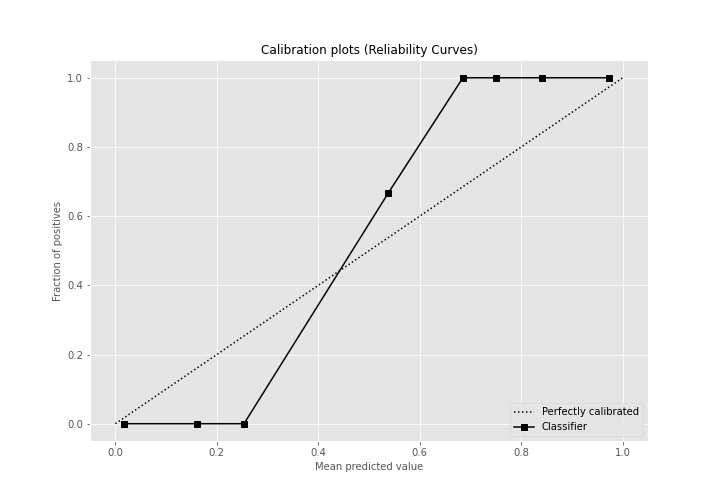 Calibration plots (Reliability Curves)
1.0
0.8
0.6
0.4
0.2
0.0
Fraction of positives
0.0 0.2 0.4 0.6 0.8 1.0
Mean predicted value
Perfectly calibrated
Classifier